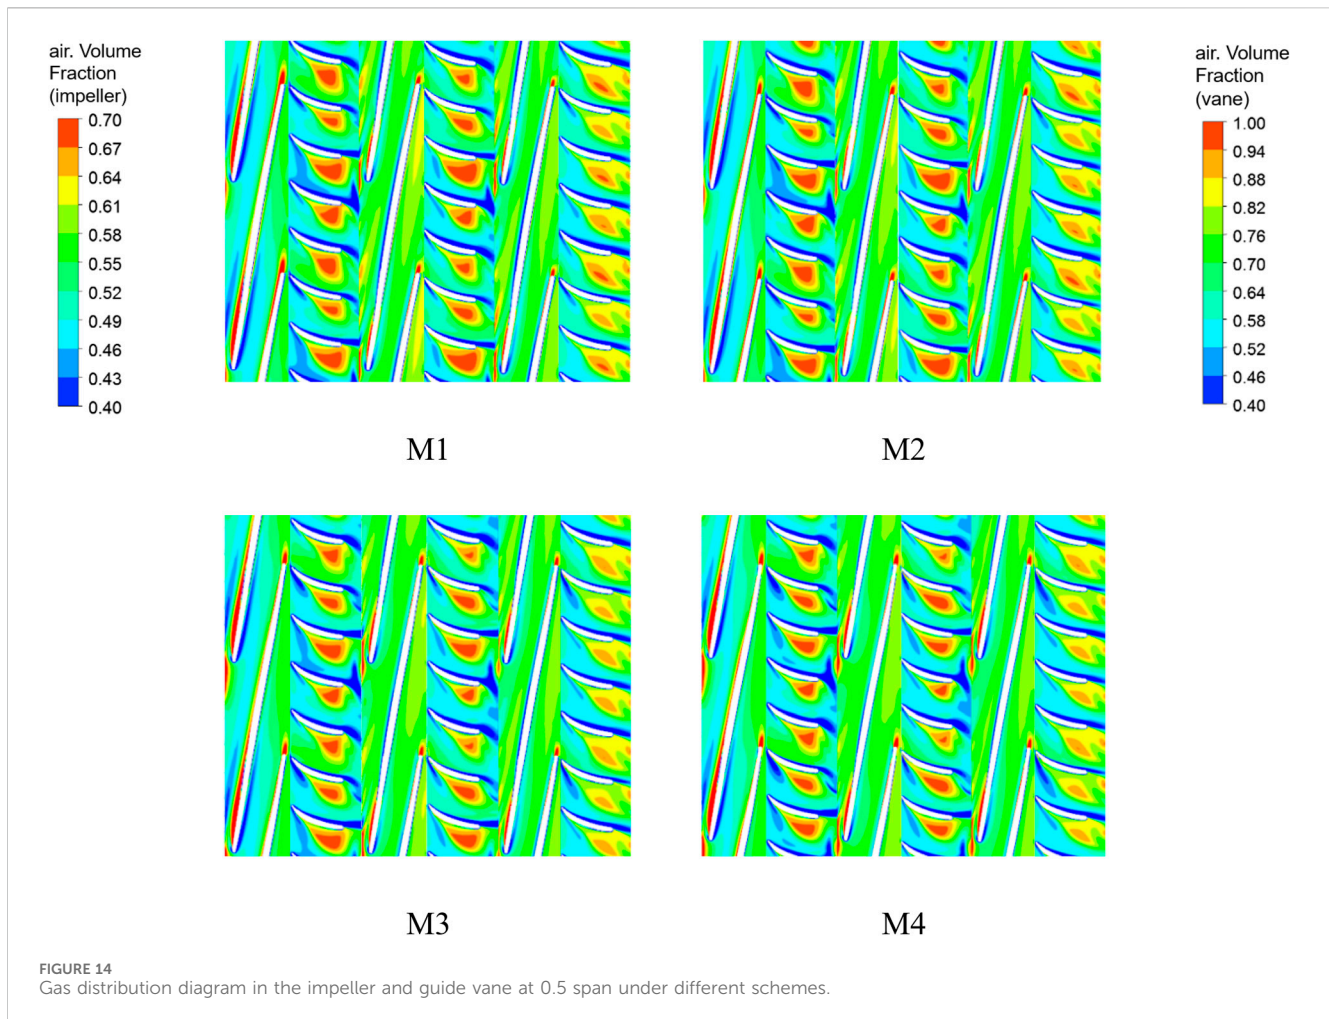 air. Volume
Fraction
(impeller)
0.70
0.67
0.64
0.61
0.58
0.55
0.52
0.49
0.46
0.43
0.40
air. Volume
Fraction
(vane)
1.00
0.94
0.88
0.82
0.76
0.70
0.64
0.58
0.52
0.46
0.40
M1
M2
M3
M4
FIGURE 14
Gas distribution diagram in the impeller and guide vane at 0.5 span under different schemes.